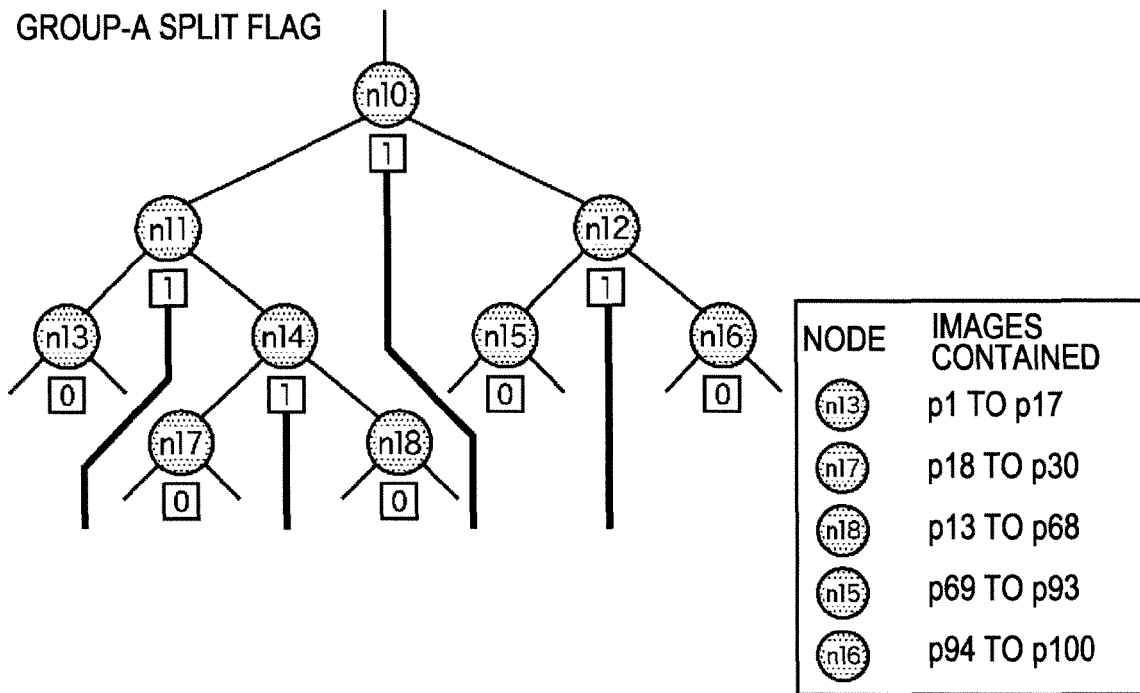 GROUP-A SPLIT FLAG
n10
1
n11
n12
1
1
n13
n14
n15
n16
0
1
0
0
n17
n18
0
0
NODE IMAGES CONTAINED
n13 p1 TO p17
n17 p18 TO p30
n18 p13 TO p68
n15 p69 TO p93
n16 p94 TO p100